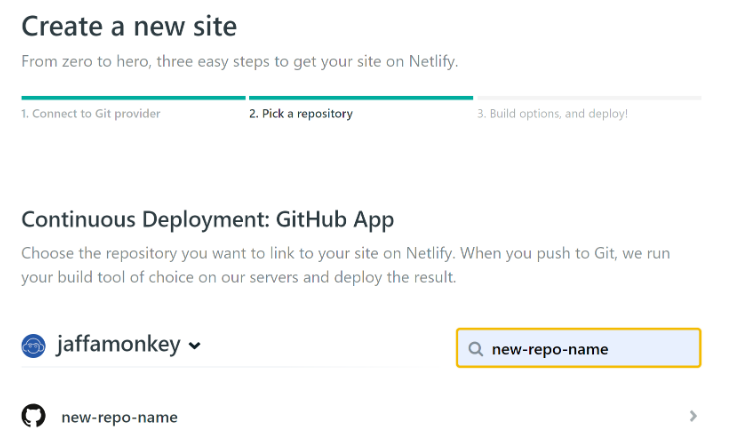 Create a new site
From zero to hero, three easy steps to get your site on Netlify.
1. Connect to Git provider
2. Pick a repository
3. Build options, and deploy!
Continuous Deployment: GitHub App
Choose the repository you want to link to your site on Netlify. When you push to Git, we run
your build tool of choice on our servers and deploy the result.
jaffamonkey
new-repo-name
new-repo-name